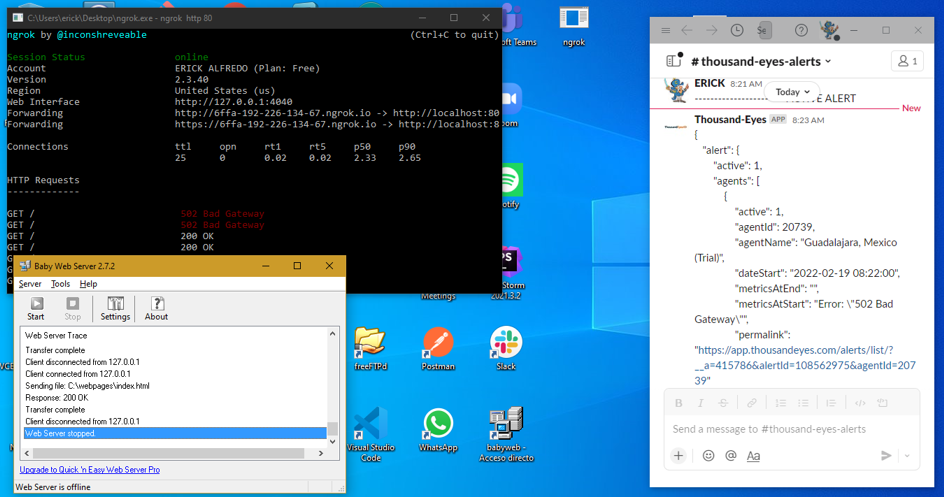 C:\Users\erick\Desktop\ngrok.exe - ngrok http 80
ngrok by @inconshreveable (Ctrl+C to quit)
Session Status online
Account ERICK ALFREDO (Plan: Free)
Version 2.3.40
Region United States (us)
Web Interface http://127.0.0.1:4040
Forwarding http://6ffa-192-226-134-67.ngrok.io -> http://localhost:80
Forwarding https://6ffa-192-226-134-67.ngrok.io -> http://localhost:8
Connections ttl opn rt1 rt5 p50 p90
25 0 0.02 0.02 2.33 2.65
HTTP Requests
-------------
GET / 502 Bad Gateway
GET / 502 Bad Gateway
GET / 200 OK
GET / 200 OK
Baby Web Server 2.7.2
Server Tools Help
Start Stop Settings About
Web Server Trace
Transfer complete
Client disconnected from 127.0.0.1
Client connected from 127.0.0.1
Sending file: C:\webpages\index.html
Response: 200 OK
Transfer complete
Client disconnected from 127.0.0.1
Web Server stopped.
Upgrade to Quick 'n Easy Web Server Pro
Web Server is offline
soft Teams
ngrok
oom
otify
PS
Storm
2021.3.2
Meetings
freeFTPd
Postman
Slack
Visual Studio
Code
WhatsApp
babyweb -
Acceso directo
# thousand-eyes-alerts
1
ERICK 8:21 AM
Today
ACTIVE ALERT
New
Thousand-Eyes APP 8:23 AM
{
"alert": {
"active": 1,
"agents": [
{
"active": 1,
"agentId": 20739,
"agentName": "Guadalajara, Mexico
(Trial)",
"dateStart": "2022-02-19 08:22:00",
"metricsAtEnd": "",
"metricsAtStart": "Error: \"502 Bad
Gateway\"",
"permalink":
"https://app.thousandeyes.com/alerts/list/?
__a=415786&alertId=108562975&agentId=207
39"
Send a message to #thousand-eyes-alerts